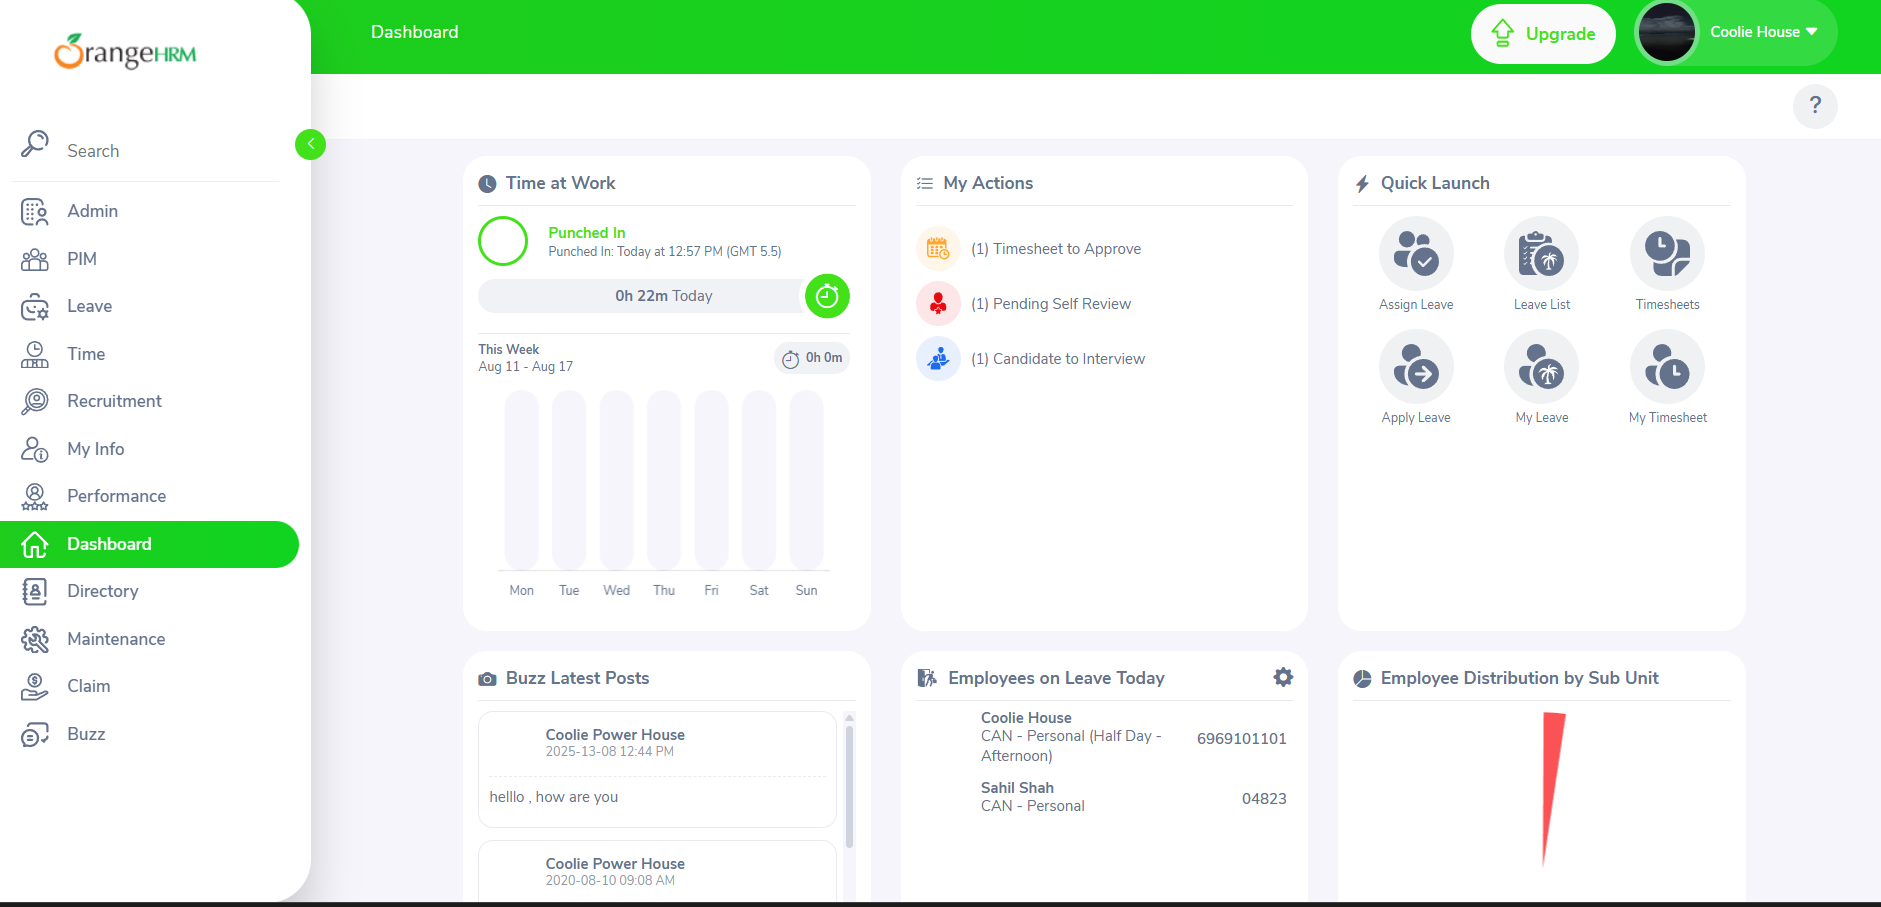 OrangeHRM
Search
Admin
PIM
Leave
Time
Recruitment
My Info
Performance
Dashboard
Directory
Maintenance
Claim
Buzz
Dashboard
Upgrade
Coolie House
?
Time at Work
Punched In
Punched In: Today at 12:57 PM (GMT 5.5)
0h 22m Today
This Week
Aug 11 - Aug 17
0h 0m
Mon Tue Wed Thu Fri Sat Sun
My Actions
(1) Timesheet to Approve
(1) Pending Self Review
(1) Candidate to Interview
Quick Launch
Assign Leave Leave List Timesheets
Apply Leave My Leave My Timesheet
Buzz Latest Posts
Coolie Power House
2025-13-08 12:44 PM
helllo , how are you
Coolie Power House
2020-08-10 09:08 AM
Employees on Leave Today
Coolie House
CAN - Personal (Half Day -
Afternoon)
6969101101
Sahil Shah
CAN - Personal
04823
Employee Distribution by Sub Unit